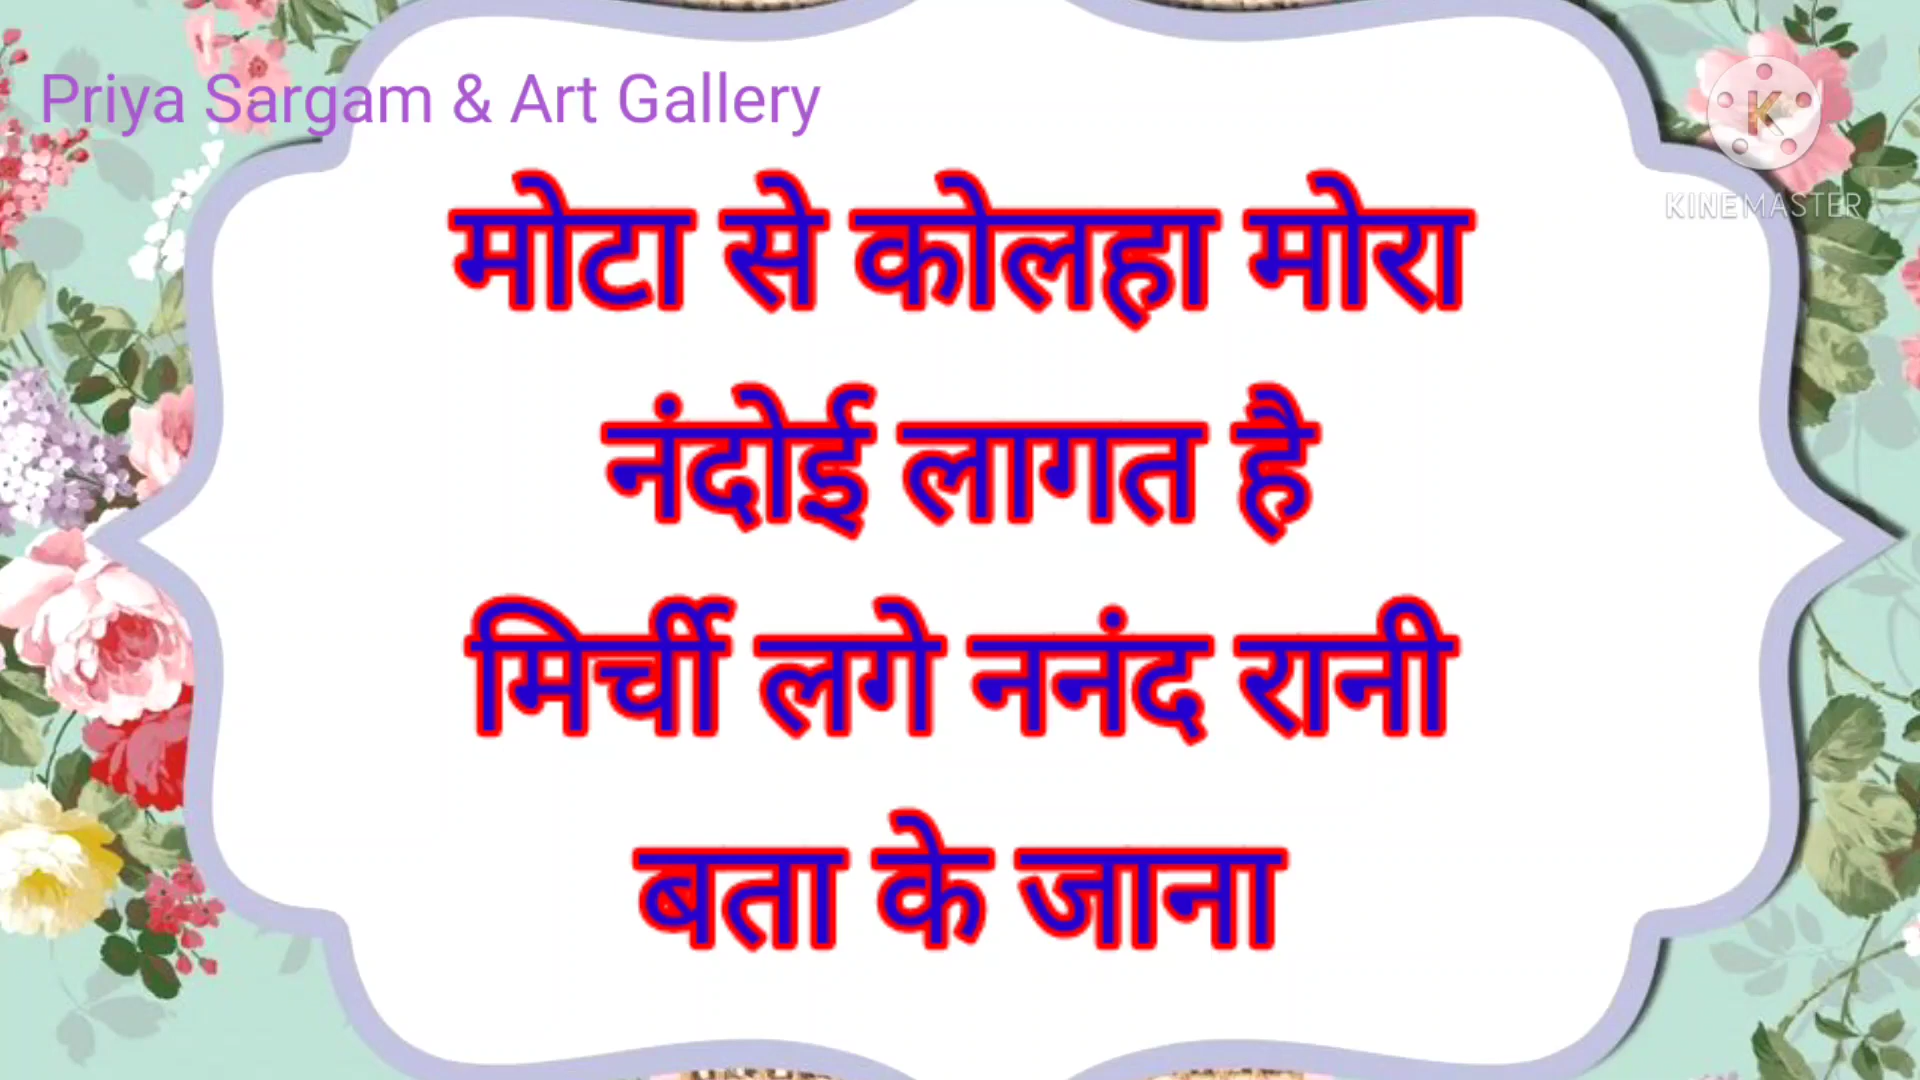 Priya Sargam & Art Gallery
KINEMASTER
मोटा से कोलहा मोरा
नंदोई लागत है
मिर्ची लगे ननंद रानी
बता के जाना